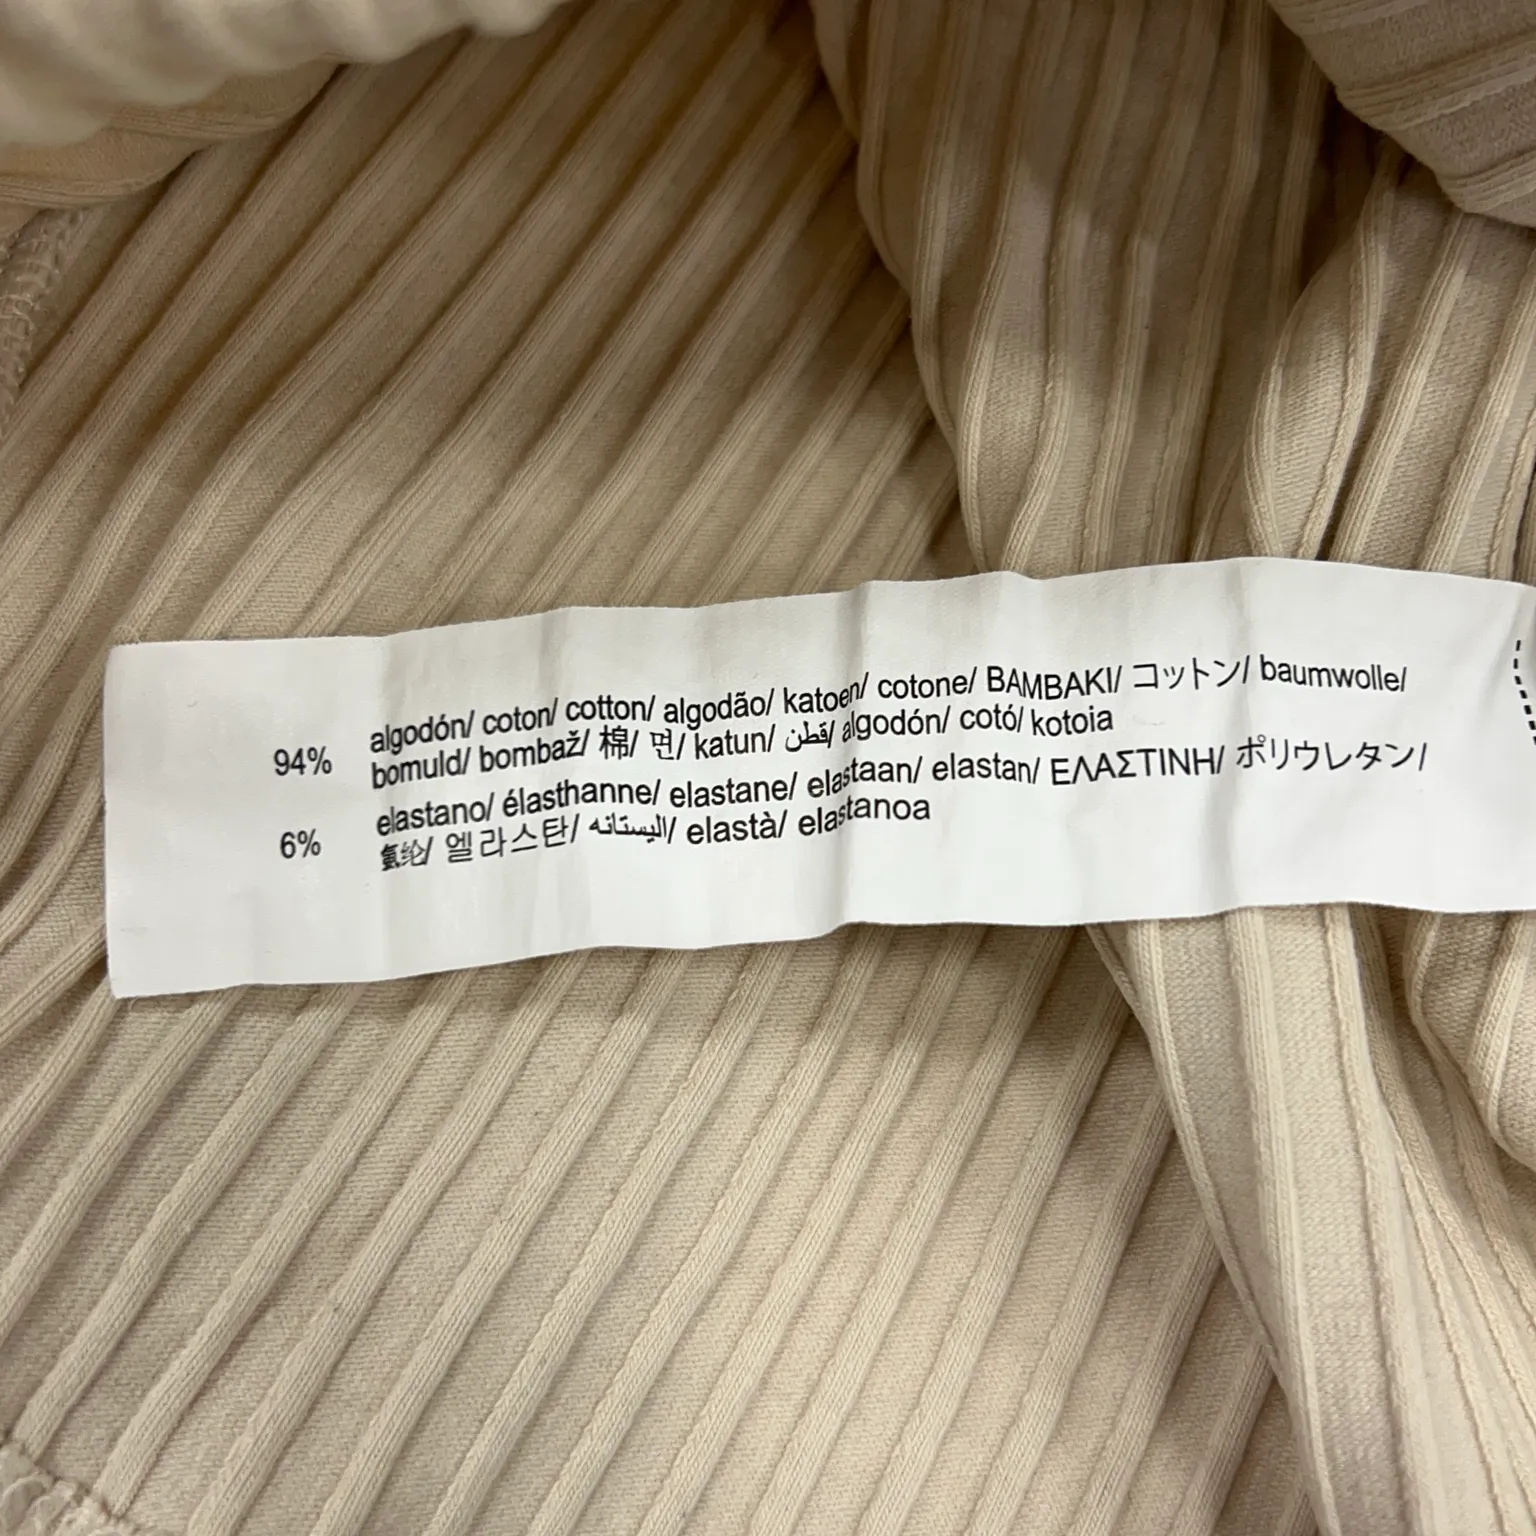 94% algodón/ coton/ cotton/ algodão/ katoen/ cotone/ BAMBAKI/ コットン/ baumwolle/
bomuld/ bombaž/ 棉/ 면/ katun/ قطن/ algodón/ cotó/ kotoia
6% elastano/ élasthanne/ elastane/ elastaan/ elastan/ ΕΛΑΣΤΙΝΗ/ ポリウレタン/
氨纶/ 엘라스탄/ اليستانه/ elastà/ elastanoa